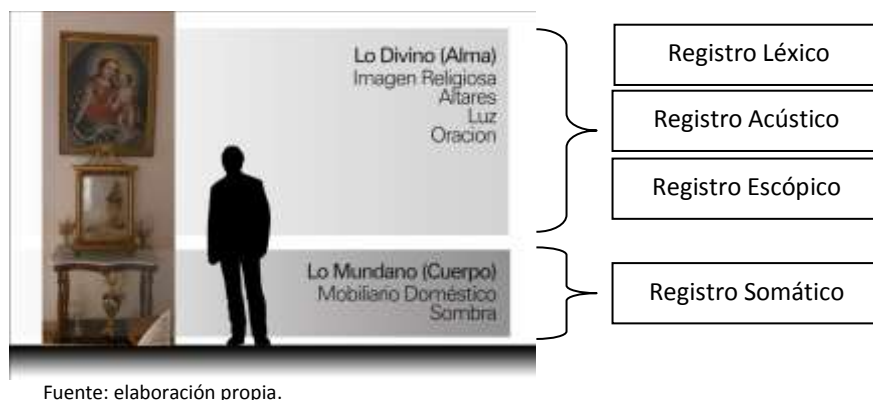 Lo Divino (Alma)
Imagen Religiosa
Altares
Luz
Oracion
Lo Mundano (Cuerpo)
Mobiliario Doméstico
Sombra
Registro Léxico
Registro Acústico
Registro Escópico
Registro Somático
Fuente: elaboración propia.